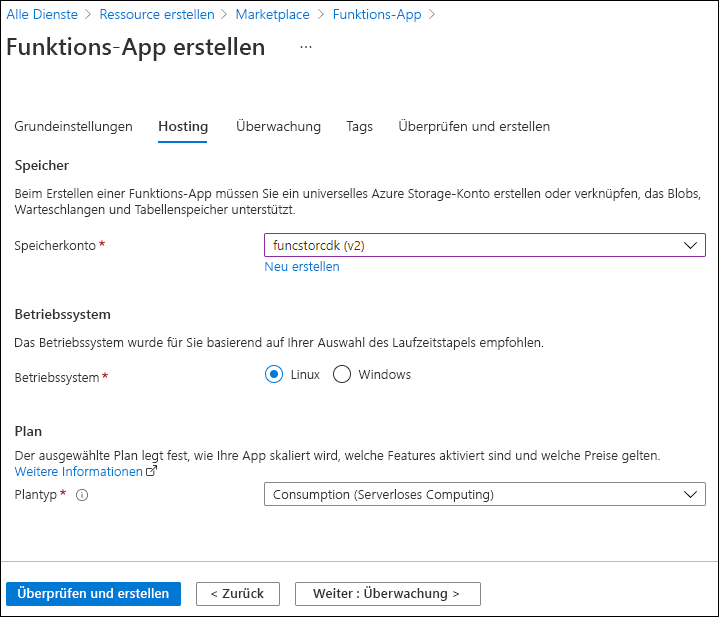 Alle Dienste > Ressource erstellen > Marketplace > Funktions-App >
Funktions-App erstellen ...
Grundeinstellungen Hosting Überwachung Tags Überprüfen und erstellen
Speicher
Beim Erstellen einer Funktions-App müssen Sie ein universelles Azure Storage-Konto erstellen oder verknüpfen, das Blobs,
Warteschlangen und Tabellenspeicher unterstützt.
Speicherkonto * funcstorcdk (v2)
Neu erstellen
Betriebssystem
Das Betriebssystem wurde für Sie basierend auf Ihrer Auswahl des Laufzeitstapels empfohlen.
Betriebssystem * Linux Windows
Plan
Der ausgewählte Plan legt fest, wie Ihre App skaliert wird, welche Features aktiviert sind und welche Preise gelten.
Weitere Informationen
Plantyp * Consumption (Serverloses Computing)
Überprüfen und erstellen < Zurück Weiter : Überwachung >